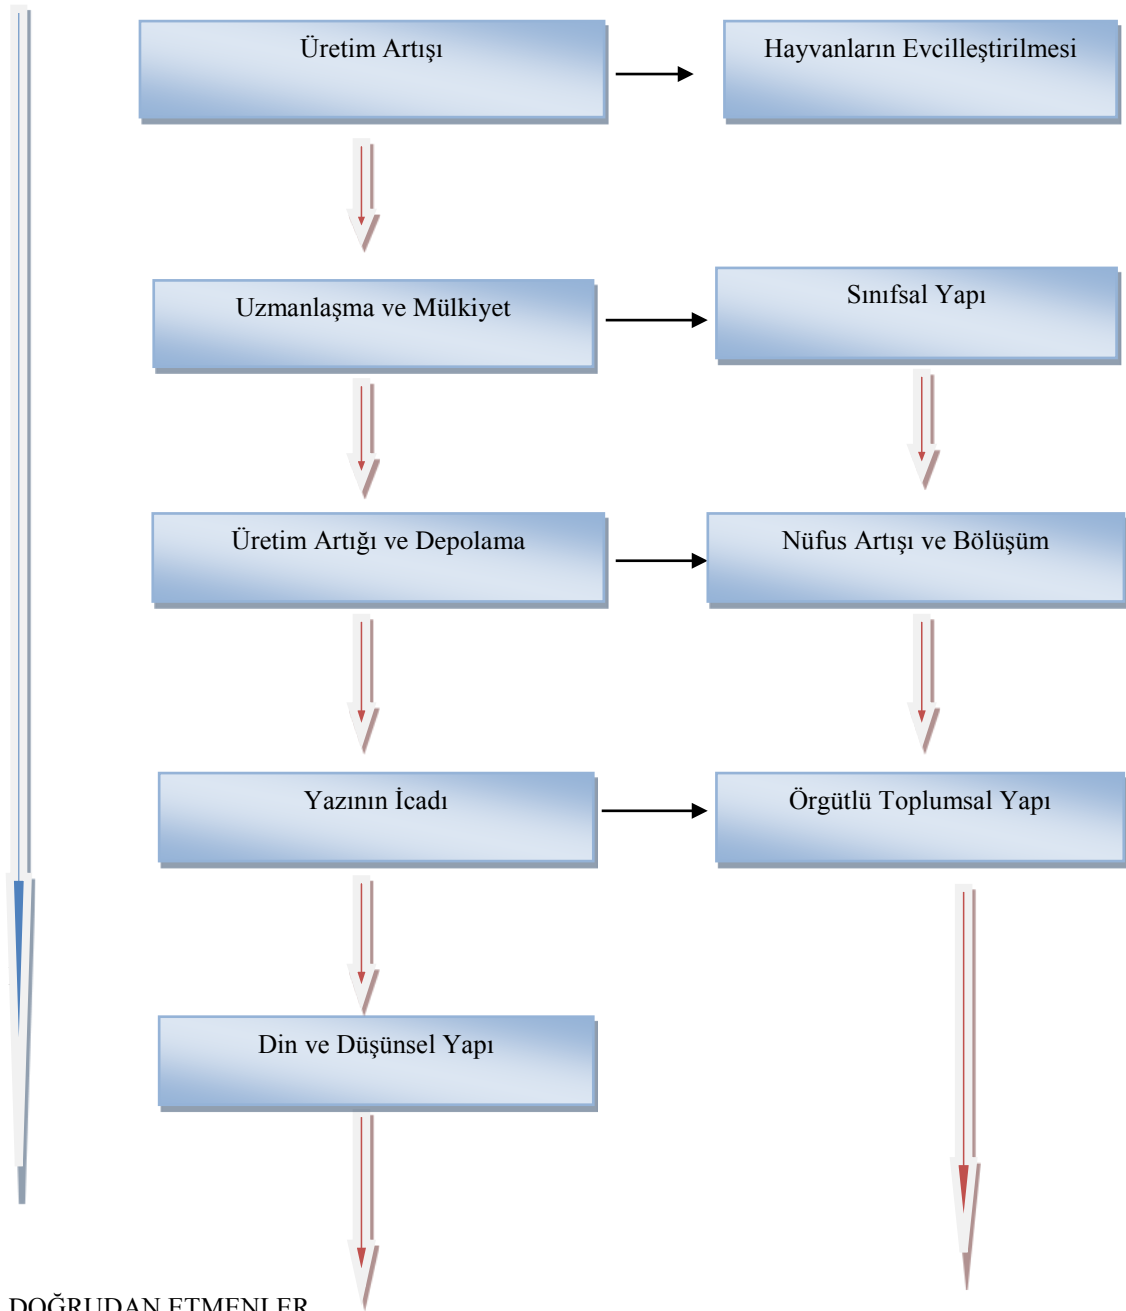 Üretim Artışı
Hayvanların Evcilleştirilmesi
Uzmanlaşma ve Mülkiyet
Sınıfsal Yapı
Üretim Artığı ve Depolama
Nüfus Artışı ve Bölüşüm
Yazının İcadı
Örgütlü Toplumsal Yapı
Din ve Düşünsel Yapı
DOĞRUDAN ETMENLER